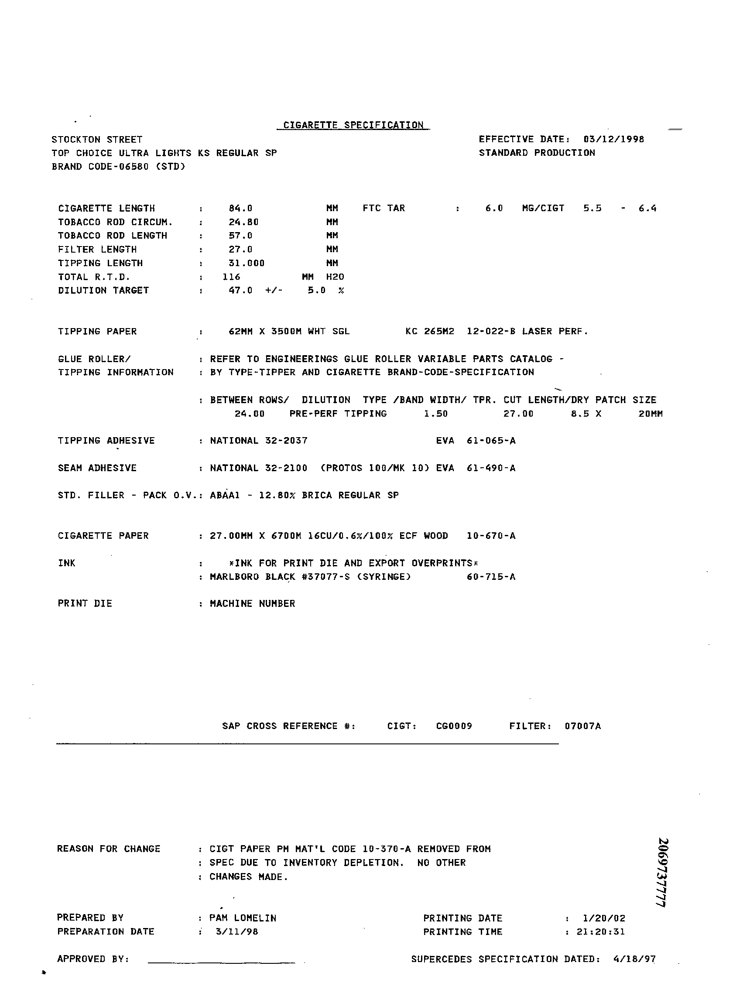 CIGARETTE SPECIFICATION
STOCKTON STREET EFFECTIVE DATE: 03/12/1998
TOP CHOICE ULTRA LIGHTS KS REGULAR SP STANDARD PRODUCTION
BRAND CODE-06580 (STD)
CIGARETTE LENGTH : 84.0 MM FTC TAR : 6.0 MG/CIGT 5.5 - 6.4
TOBACCO ROD CIRCUM. : 24.80 MM
TOBACCO ROD LENGTH : 57.0 MM
FILTER LENGTH : 27.0 MM
TIPPING LENGTH : 31.000 MM
TOTAL R.T.D. : 116 MM H2O
DILUTION TARGET : 47.0 +/- 5.0 %
TIPPING PAPER : 62MM X 3500M WHT SGL KC 265M2 12-022-B LASER PERF.
GLUE ROLLER/ : REFER TO ENGINEERINGS GLUE ROLLER VARIABLE PARTS CATALOG -
TIPPING INFORMATION : BY TYPE-TIPPER AND CIGARETTE BRAND-CODE-SPECIFICATION
: BETWEEN ROWS/ DILUTION TYPE /BAND WIDTH/ TPR. CUT LENGTH/DRY PATCH SIZE
24.00 PRE-PERF TIPPING 1.50 27.00 8.5 X 20MM
TIPPING ADHESIVE : NATIONAL 32-2037 EVA 61-065-A
SEAM ADHESIVE : NATIONAL 32-2100 (PROTOS 100/MK 10) EVA 61-490-A
STD. FILLER - PACK O.V.: ABAA1 - 12.80% BRICA REGULAR SP
CIGARETTE PAPER : 27.00MM X 6700M 16CU/0.6%/100% ECF WOOD 10-670-A
INK : *INK FOR PRINT DIE AND EXPORT OVERPRINTS*
: MARLBORO BLACK #37077-S (SYRINGE) 60-715-A
PRINT DIE : MACHINE NUMBER
SAP CROSS REFERENCE #: CIGT: CG0009 FILTER: 07007A
REASON FOR CHANGE : CIGT PAPER PM MAT'L CODE 10-370-A REMOVED FROM
: SPEC DUE TO INVENTORY DEPLETION. NO OTHER
: CHANGES MADE.
2069737777
PREPARED BY : PAM LOMELIN PRINTING DATE : 1/20/02
PREPARATION DATE : 3/11/98 PRINTING TIME : 21:20:31
APPROVED BY: SUPERCEDES SPECIFICATION DATED: 4/18/97